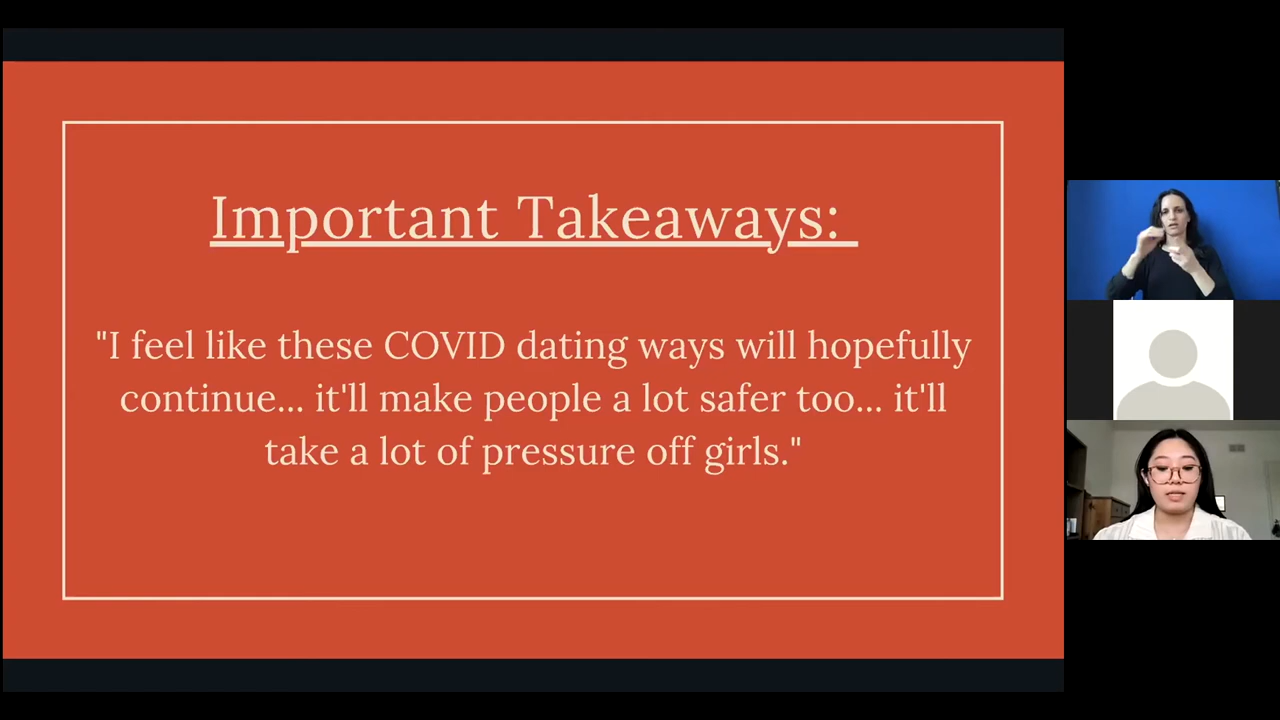 Important Takeaways:
"I feel like these COVID dating ways will hopefully
continue... it'll make people a lot safer too... it'll
take a lot of pressure off girls."